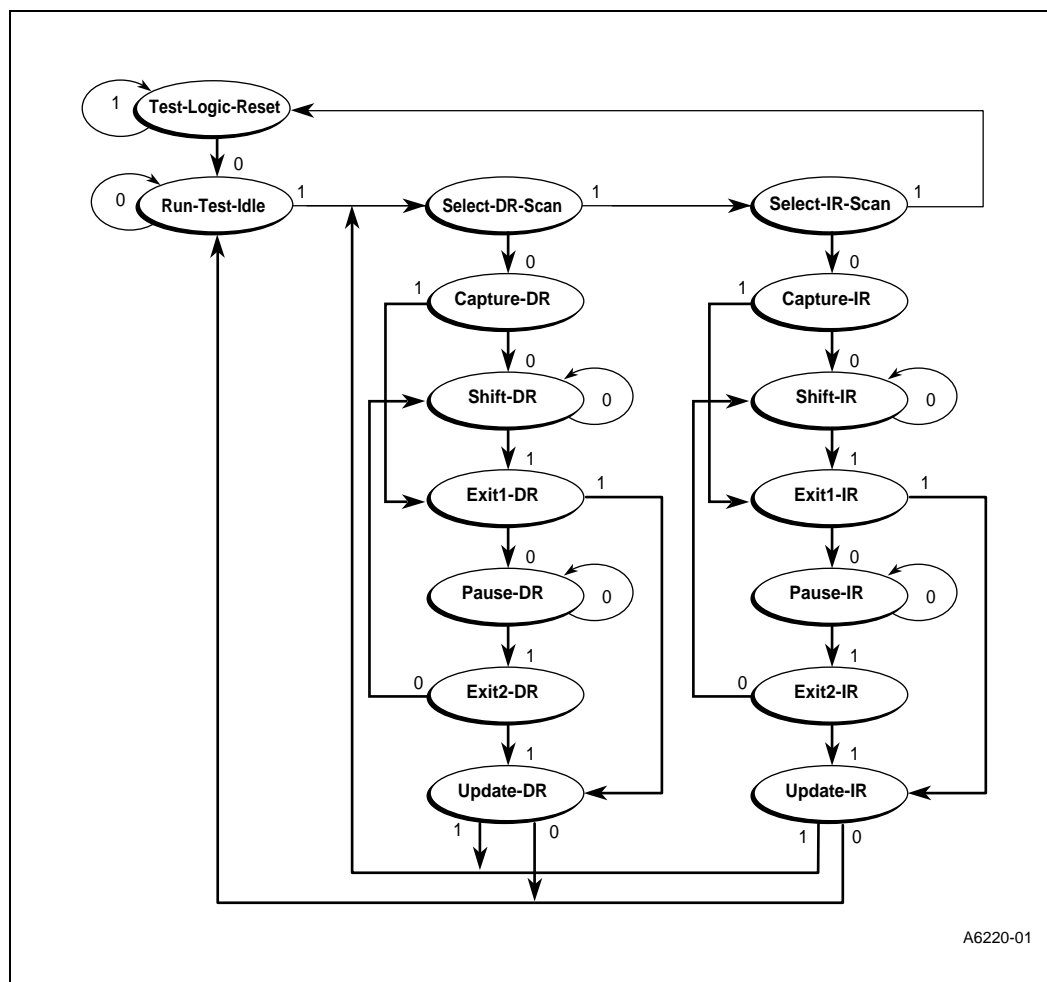 1 Test-Logic-Reset
0
0 Run-Test-Idle 1 Select-DR-Scan 1 Select-IR-Scan 1
0 0
1 Capture-DR 1 Capture-IR
0 0
Shift-DR 0 Shift-IR 0
1 1
Exit1-DR 1 Exit1-IR 1
0 0
Pause-DR 0 Pause-IR 0
1 1
0 Exit2-DR 0 Exit2-IR
1 1
Update-DR Update-IR
1 0 1 0
A6220-01